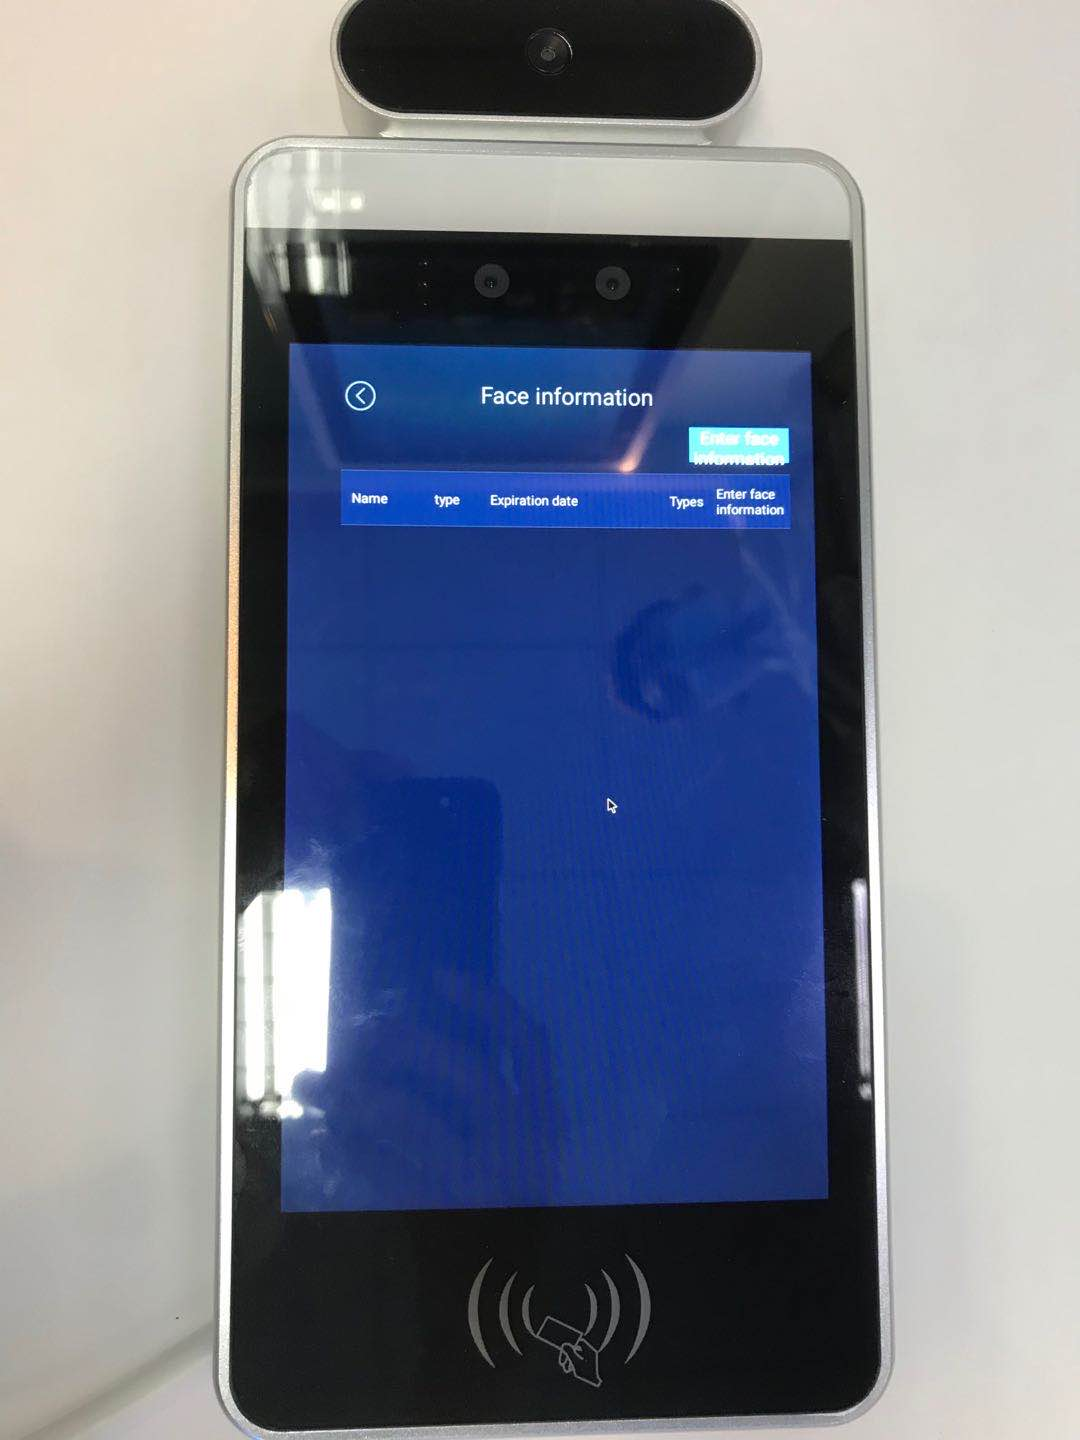 Face information
Enter face
information
Name type Expiration date Types Enter face
information